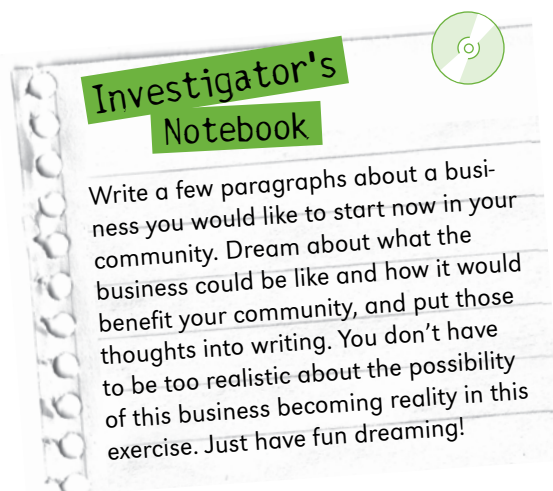 Investigator's
Notebook
Write a few paragraphs about a busi-
ness you would like to start now in your
community. Dream about what the
business could be like and how it would
benefit your community, and put those
thoughts into writing. You don't have
to be too realistic about the possibility
of this business becoming reality in this
exercise. Just have fun dreaming!